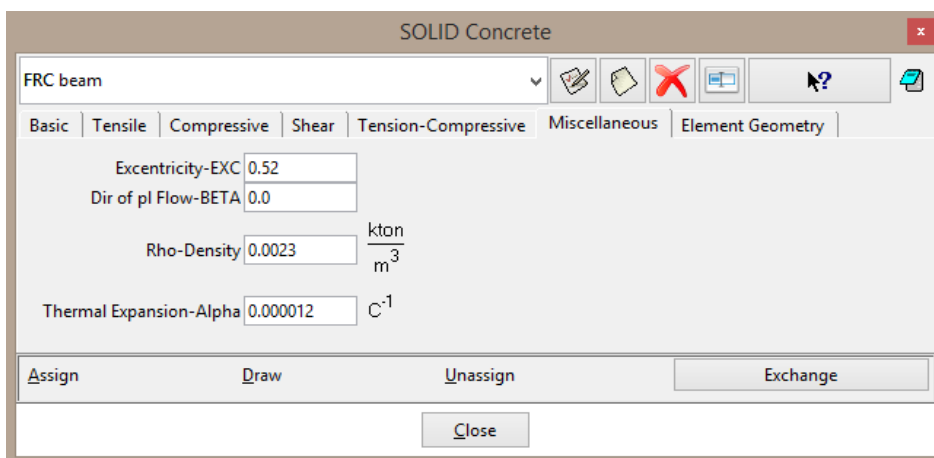 SOLID Concrete
x
FRC beam
?
Basic Tensile Compressive Shear Tension-Compressive Miscellaneous Element Geometry
Excentricity-EXC 0.52
Dir of pl Flow-BETA 0.0
Rho-Density 0.0023 kton
m3
Thermal Expansion-Alpha 0.000012 C-1
Assign Draw Unassign Exchange
Close